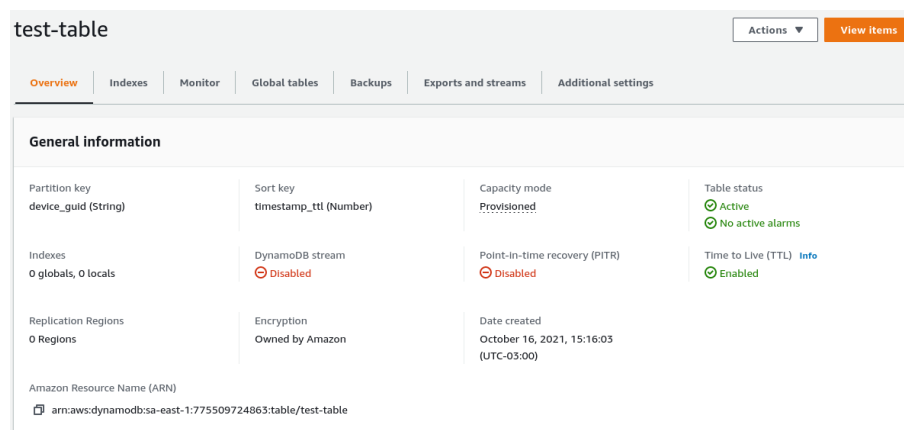 test-table
Actions ▼
View items
Overview
Indexes
Monitor
Global tables
Backups
Exports and streams
Additional settings
General information
Partition key
device_guid (String)
Sort key
timestamp_ttl (Number)
Capacity mode
Provisioned
Table status
Active
No active alarms
Indexes
0 globals, 0 locals
DynamoDB stream
Disabled
Point-in-time recovery (PITR)
Disabled
Time to Live (TTL) Info
Enabled
Replication Regions
0 Regions
Encryption
Owned by Amazon
Date created
October 16, 2021, 15:16:03
(UTC-03:00)
Amazon Resource Name (ARN)
arn:aws:dynamodb:sa-east-1:775509724863:table/test-table